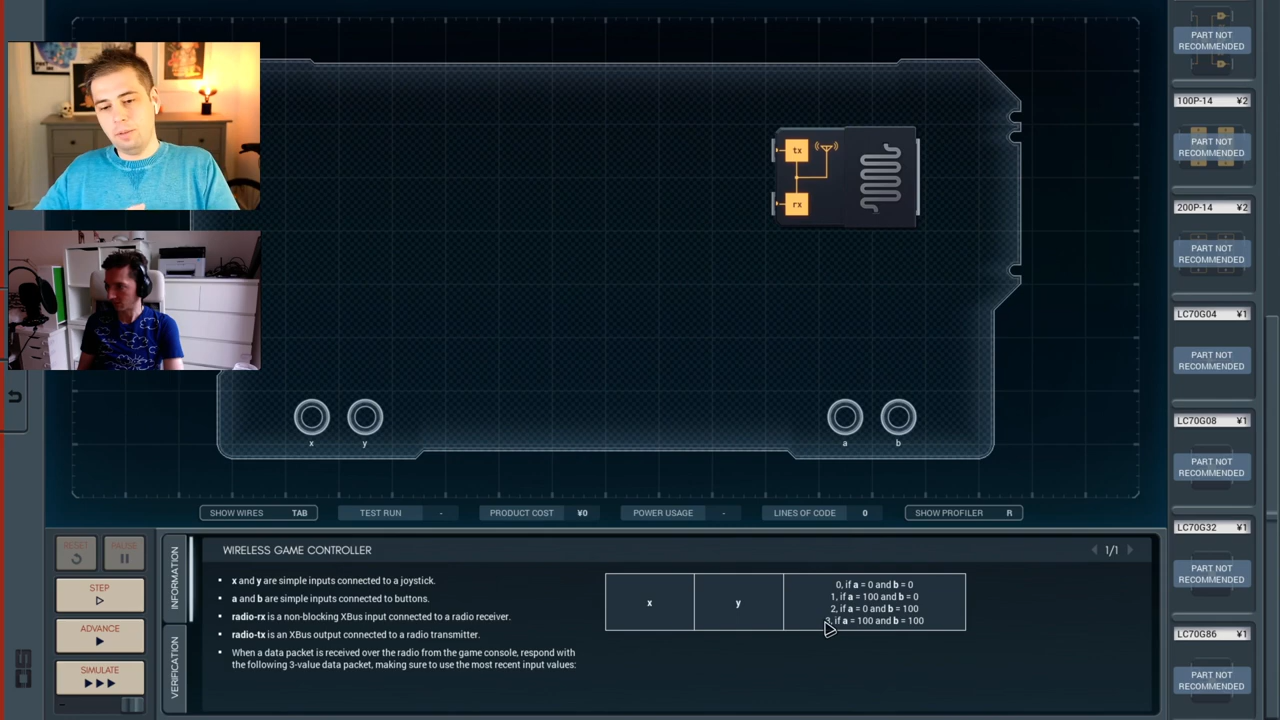 PART NOT
RECOMMENDED
100P-14 ¥2
PART NOT
RECOMMENDED
200P-14 ¥2
PART NOT
RECOMMENDED
LC70G04 ¥1
PART NOT
RECOMMENDED
LC70G08 ¥1
PART NOT
RECOMMENDED
LC70G32 ¥1
PART NOT
RECOMMENDED
LC70G86 ¥1
PART NOT
RECOMMENDED
tx
rx
x y a b
SHOW WIRES TAB TEST RUN - PRODUCT COST ¥0 POWER USAGE - LINES OF CODE 0 SHOW PROFILER R
RESET PAUSE
STEP
ADVANCE
SIMULATE
INFORMATION
VERIFICATION
WIRELESS GAME CONTROLLER 1/1
▪ x and y are simple inputs connected to a joystick.
▪ a and b are simple inputs connected to buttons.
▪ radio-rx is a non-blocking XBus input connected to a radio receiver.
▪ radio-tx is an XBus output connected to a radio transmitter.
▪ When a data packet is received over the radio from the game console, respond with
the following 3-value data packet, making sure to use the most recent input values:
x y
0, if a = 0 and b = 0
1, if a = 100 and b = 0
2, if a = 0 and b = 100
3, if a = 100 and b = 100